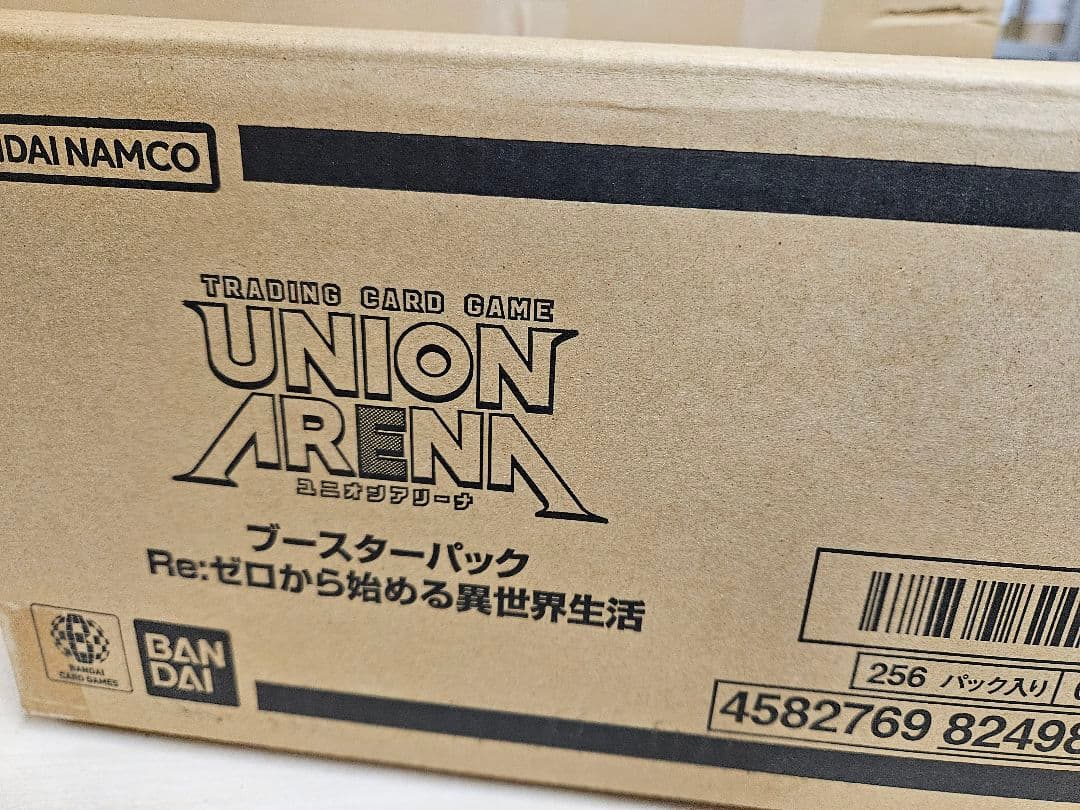 BANDAI NAMCO
TRADING CARD GAME
UNION
ARENA
ユニオンアリーナ
ブースターパック
Re:ゼロから始める異世界生活
BANDAI
CARD GAMES
BAN
DAI
256 パック入り
4582769 82498